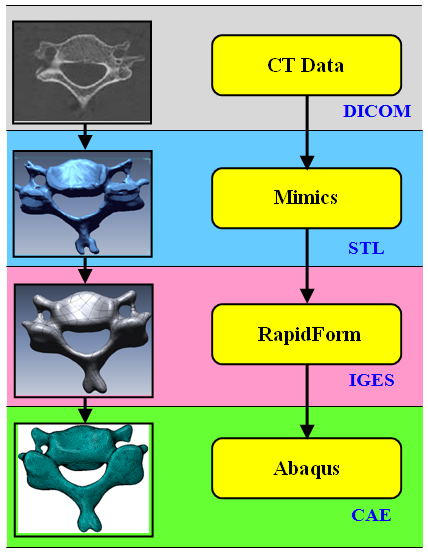 CT Data
DICOM
Mimics
STL
RapidForm
IGES
Abaqus
CAE